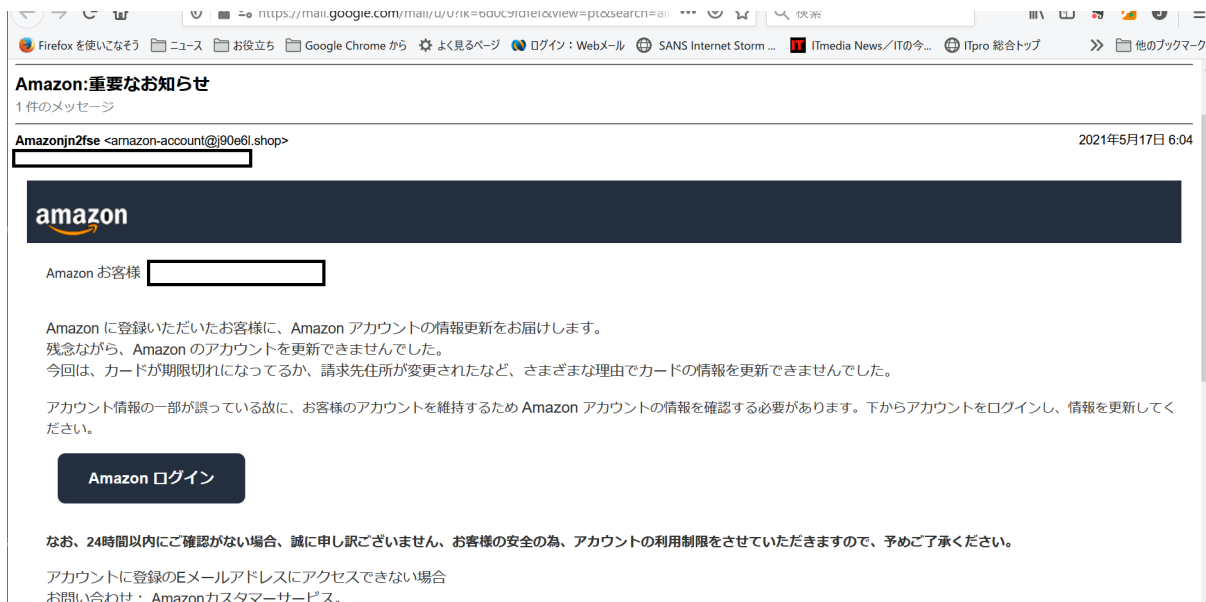 https://mail.google.com/mail/u/0?ik=6d0c9fdfef&view=pt&search=all
検索
Firefox を使いこなそう ニュース お役立ち Google Chrome から よく見るページ ログイン：Webメール SANS Internet Storm ... ITmedia News／ITの今... ITpro 総合トップ 他のブックマーク
Amazon:重要なお知らせ
1 件のメッセージ
Amazonjn2fse <arnazon-account@j90e6l.shop> 2021年5月17日 6:04
amazon
Amazon お客様
Amazon に登録いただいたお客様に、Amazon アカウントの情報更新をお届けします。
残念ながら、Amazon のアカウントを更新できませんでした。
今回は、カードが期限切れになってるか、請求先住所が変更されたなど、さまざまな理由でカードの情報を更新できませんでした。
アカウント情報の一部が誤っている故に、お客様のアカウントを維持するため Amazon アカウントの情報を確認する必要があります。下からアカウントをログインし、情報を更新してく
ださい。
Amazon ログイン
なお、24時間以内にご確認がない場合、誠に申し訳ございません、お客様の安全の為、アカウントの利用制限をさせていただきますので、予めご了承ください。
アカウントに登録のEメールアドレスにアクセスできない場合
お問い合わせ： Amazonカスタマーサービス。